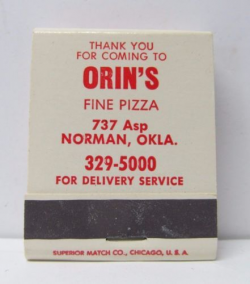 THANK YOU
FOR COMING TO
ORIN'S
FINE PIZZA
737 Asp
NORMAN, OKLA.
329-5000
FOR DELIVERY SERVICE
SUPERIOR MATCH CO., CHICAGO, U. S. A.